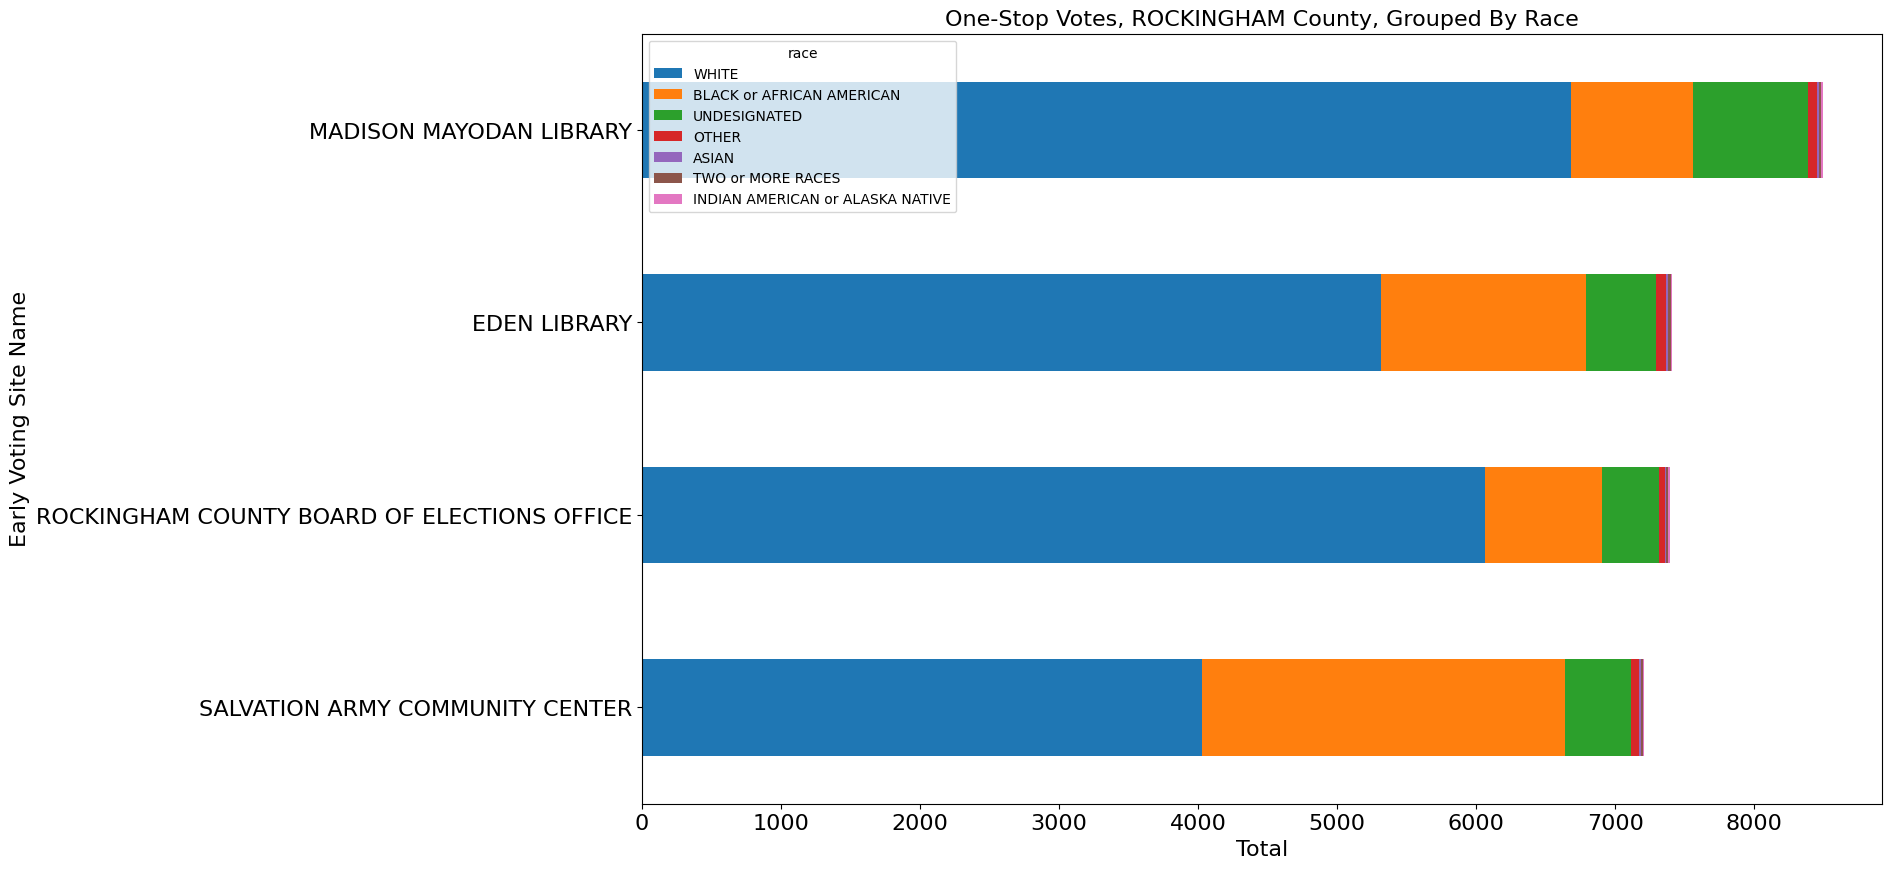 One-Stop Votes, ROCKINGHAM County, Grouped By Race
race
WHITE
BLACK or AFRICAN AMERICAN
UNDESIGNATED
OTHER
ASIAN
TWO or MORE RACES
INDIAN AMERICAN or ALASKA NATIVE
Early Voting Site Name
MADISON MAYODAN LIBRARY
EDEN LIBRARY
ROCKINGHAM COUNTY BOARD OF ELECTIONS OFFICE
SALVATION ARMY COMMUNITY CENTER
0 1000 2000 3000 4000 5000 6000 7000 8000
Total